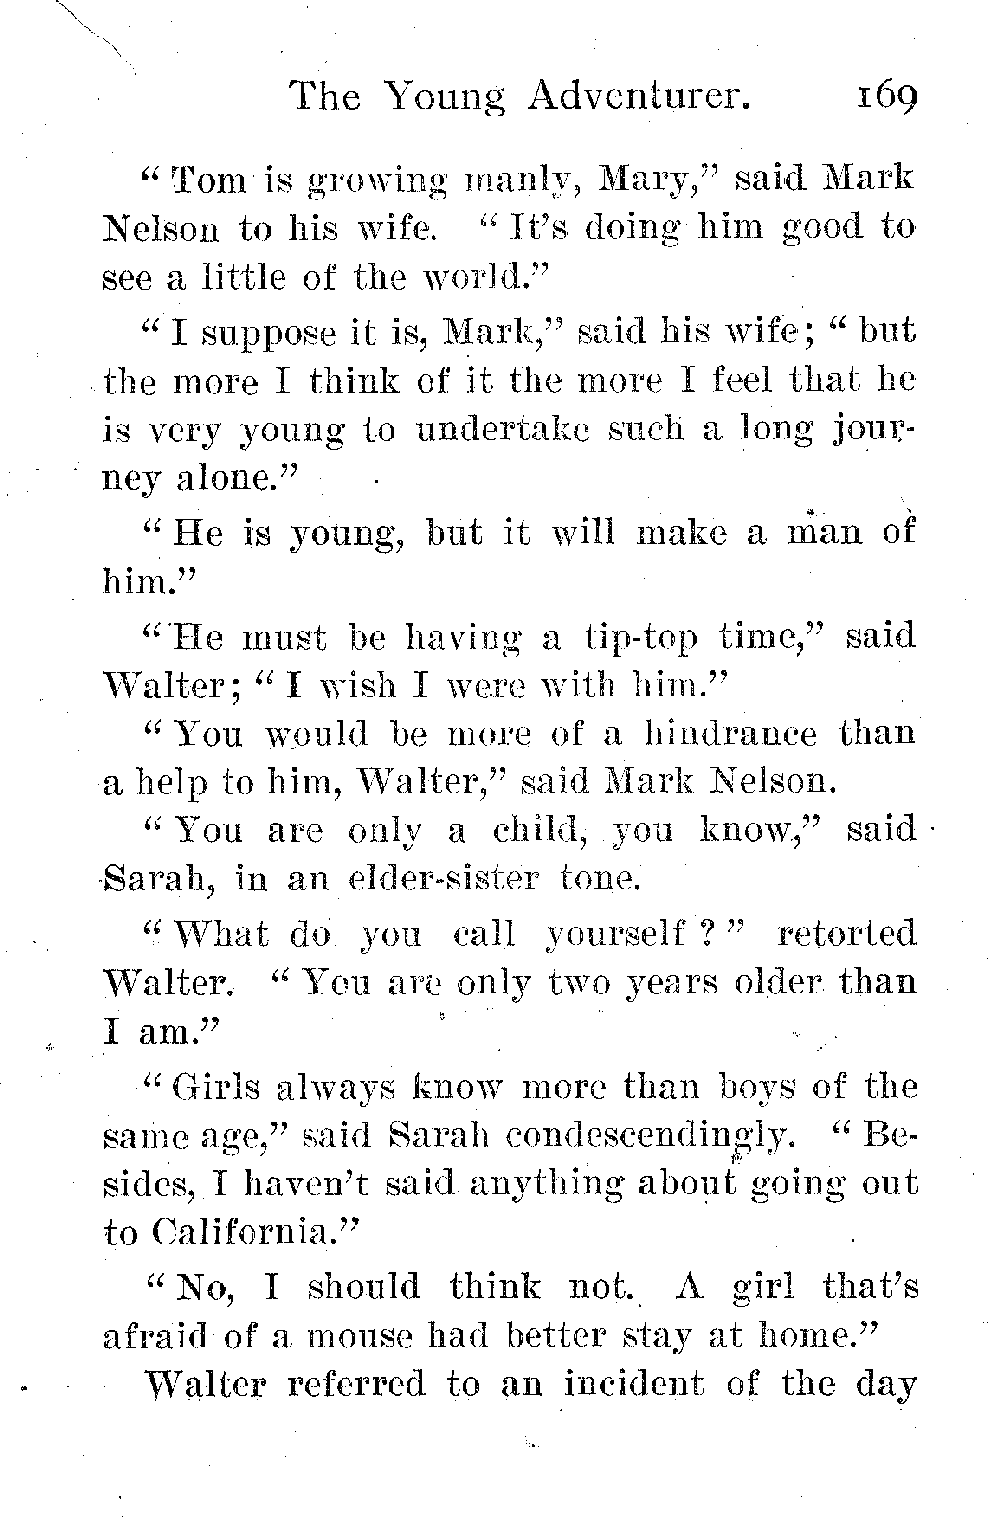 The Young Adventurer. 169
" Tom is growing manly, Mary," said Mark
Nelson to his wife. " It's doing him good to
see a little of the world."
" I suppose it is, Mark," said his wife; " but
the more I think of it the more I feel that he
is very young to undertake such a long jour-
ney alone."
" He is young, but it will make a man of
him."
" He must be having a tip-top time," said
Walter; " I wish I were with him."
" You would be more of a hindrance than
a help to him, Walter," said Mark Nelson.
" You are only a child, you know," said
Sarah, in an elder-sister tone.
" What do you call yourself ? " retorted
Walter. " You are only two years older than
I am."
" Girls always know more than boys of the
same age," said Sarah condescendingly. " Be-
sides, I haven't said anything about going out
to California."
" No, I should think not. A girl that's
afraid of a mouse had better stay at home."
Walter referred to an incident of the day